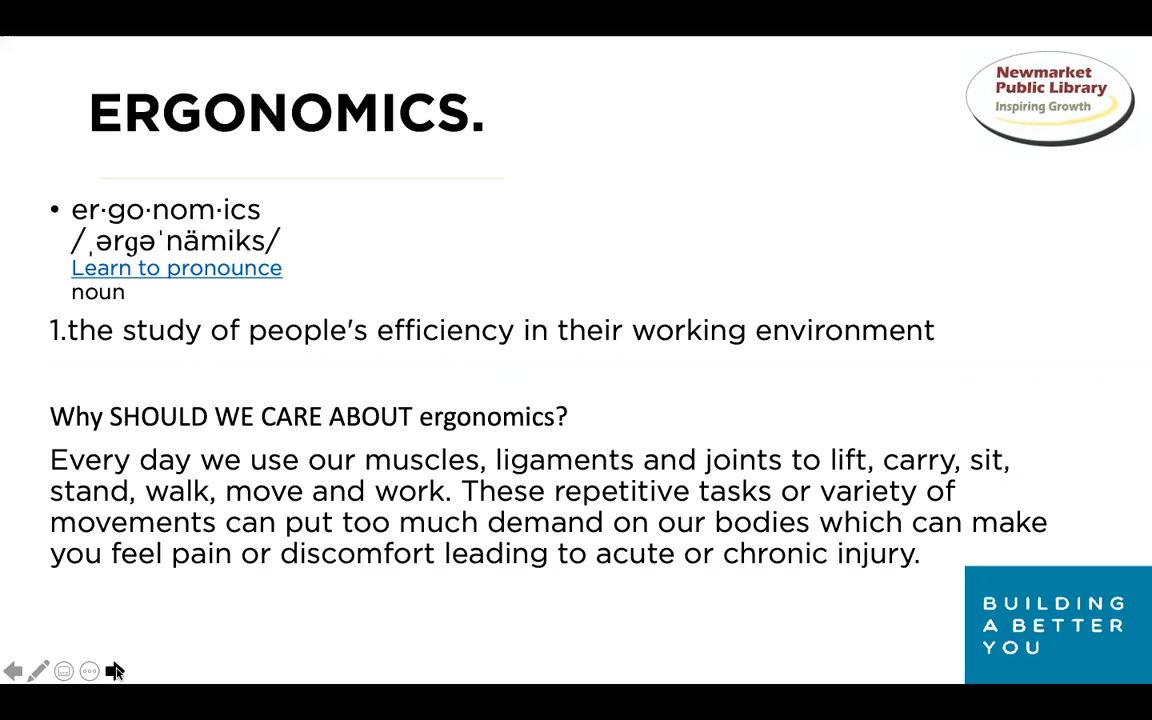 ERGONOMICS.
Newmarket
Public Library
Inspiring Growth
• er·go·nom·ics
/ˌərɡəˈnämiks/
Learn to pronounce
noun
1.the study of people's efficiency in their working environment
Why SHOULD WE CARE ABOUT ergonomics?
Every day we use our muscles, ligaments and joints to lift, carry, sit,
stand, walk, move and work. These repetitive tasks or variety of
movements can put too much demand on our bodies which can make
you feel pain or discomfort leading to acute or chronic injury.
BUILDING
A BETTER
YOU